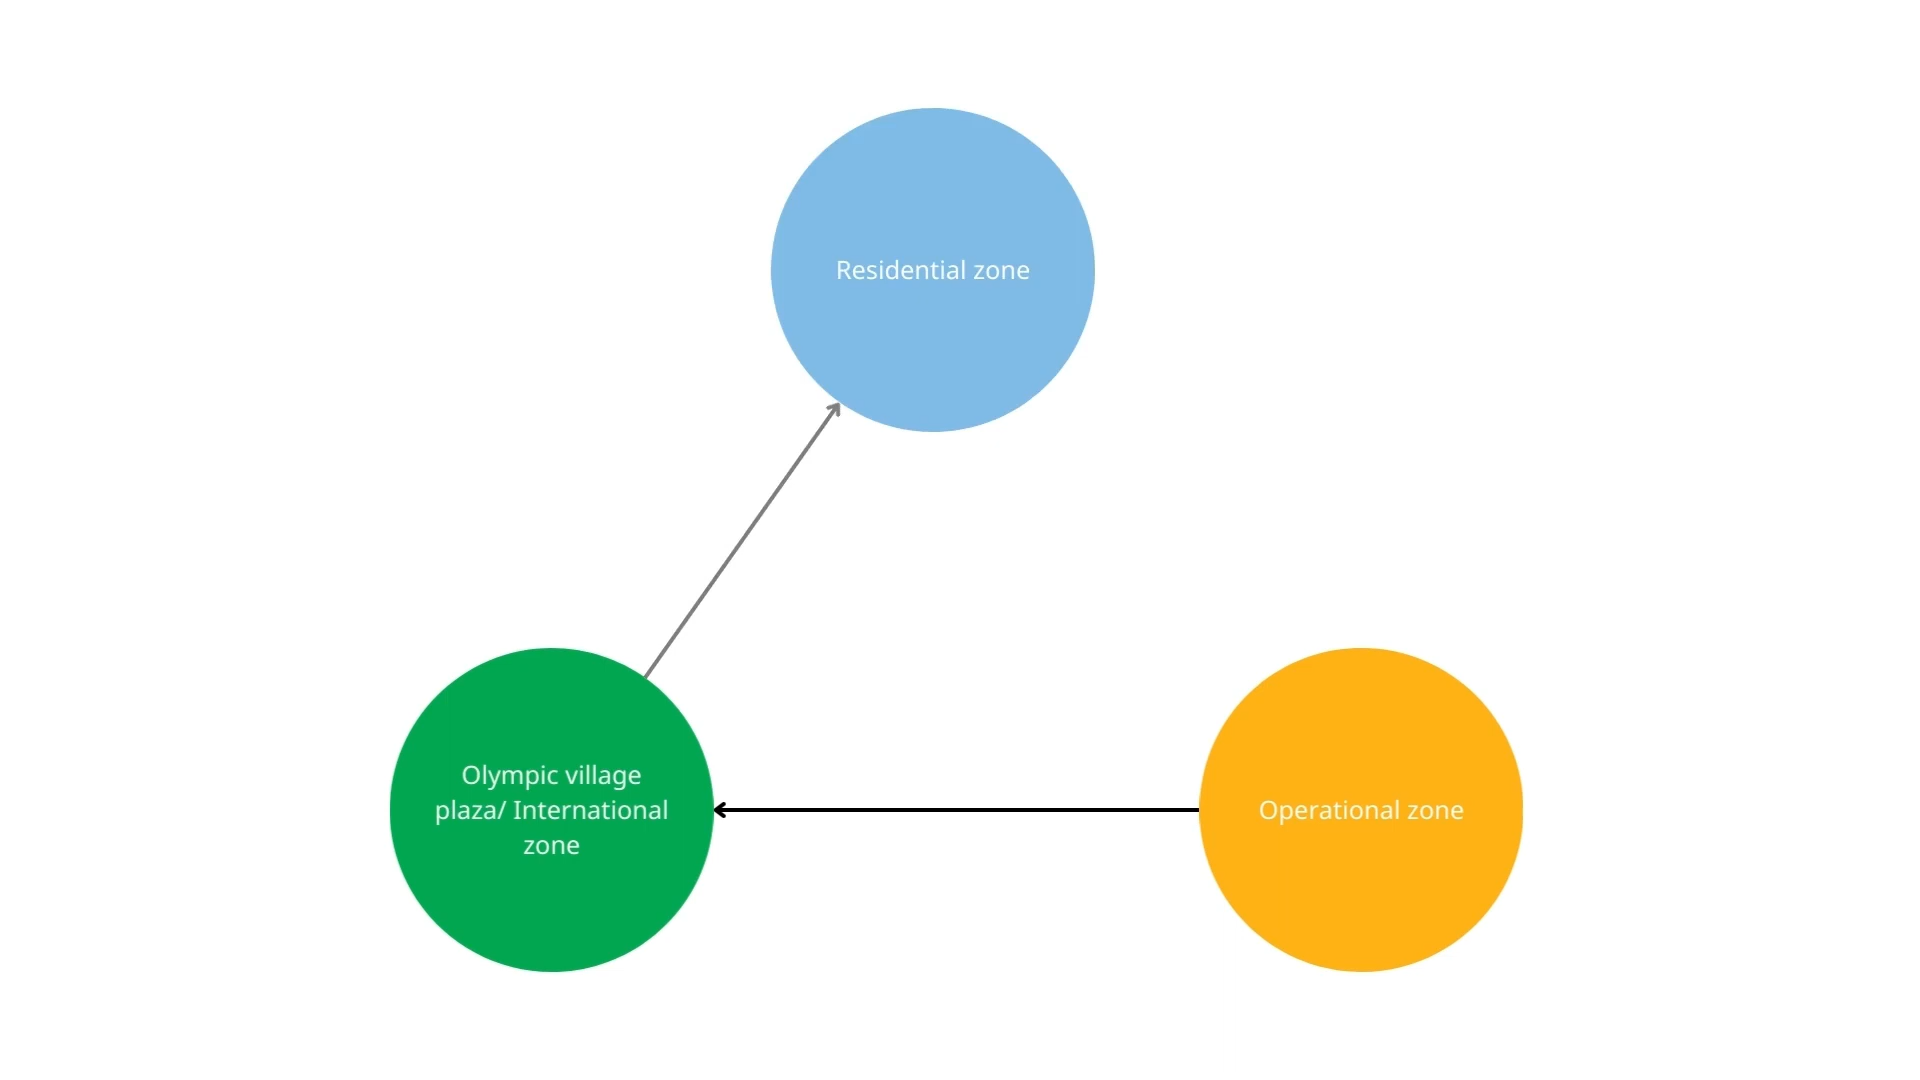 Residential zone
Olympic village
plaza/ International
zone
Operational zone